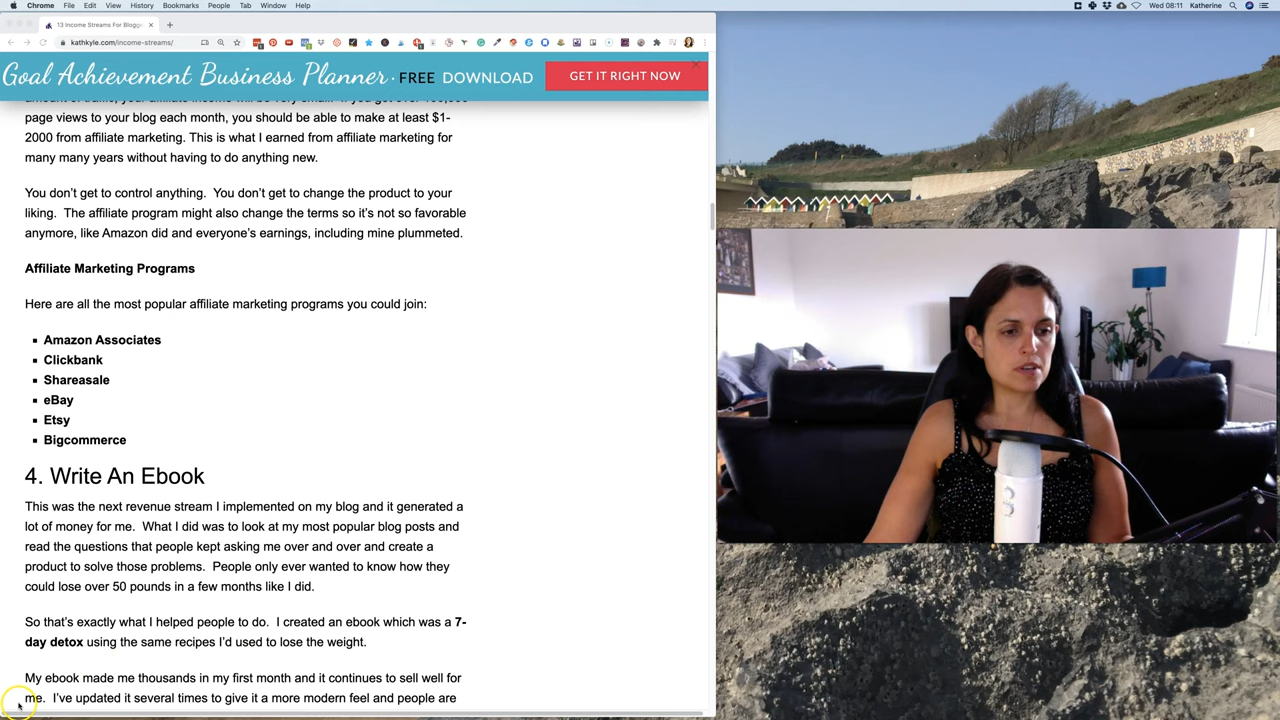 Chrome File Edit View History Bookmarks People Tab Window Help Wed 08:11 Katherine
13 Income Streams For Blogge
kathkyle.com/income-streams/
Goal Achievement Business Planner · FREE DOWNLOAD GET IT RIGHT NOW
page views to your blog each month, you should be able to make at least $1-
2000 from affiliate marketing. This is what I earned from affiliate marketing for
many many years without having to do anything new.
You don't get to control anything. You don't get to change the product to your
liking. The affiliate program might also change the terms so it's not so favorable
anymore, like Amazon did and everyone's earnings, including mine plummeted.
Affiliate Marketing Programs
Here are all the most popular affiliate marketing programs you could join:
Amazon Associates
Clickbank
Shareasale
eBay
Etsy
Bigcommerce
4. Write An Ebook
This was the next revenue stream I implemented on my blog and it generated a
lot of money for me. What I did was to look at my most popular blog posts and
read the questions that people kept asking me over and over and create a
product to solve those problems. People only ever wanted to know how they
could lose over 50 pounds in a few months like I did.
So that's exactly what I helped people to do. I created an ebook which was a 7-
day detox using the same recipes I'd used to lose the weight.
My ebook made me thousands in my first month and it continues to sell well for
me. I've updated it several times to give it a more modern feel and people are